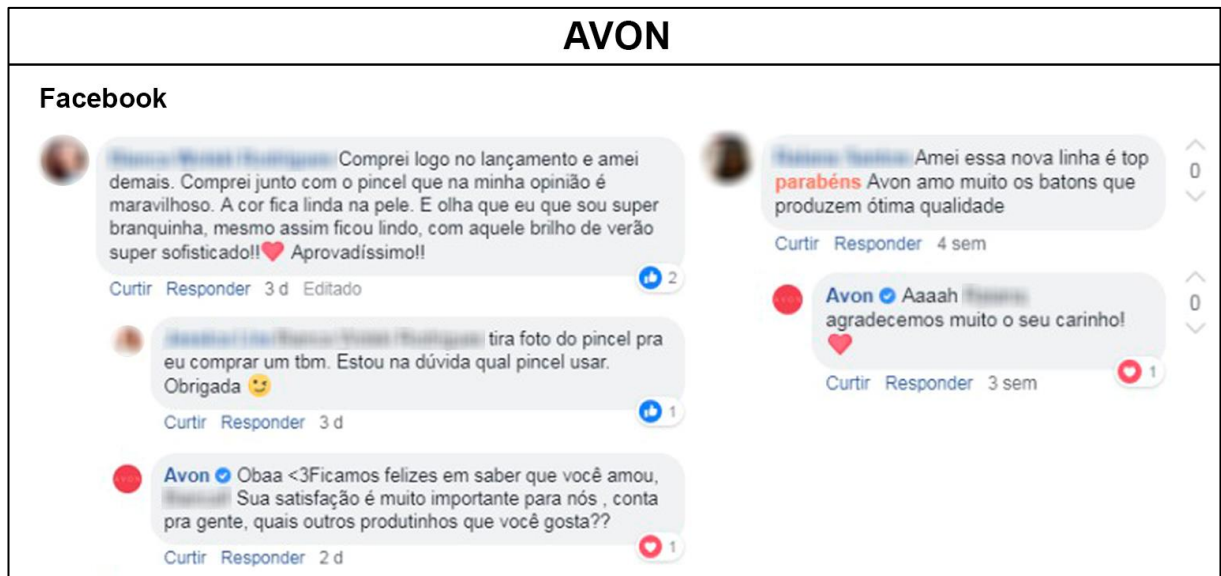 AVON
Facebook
Comprei logo no lançamento e amei
demais. Comprei junto com o pincel que na minha opinião é
maravilhoso. A cor fica linda na pele. E olha que eu que sou super
branquinha, mesmo assim ficou lindo, com aquele brilho de verão
super sofisticado!!❤ Aprovadíssimo!!
2
Curtir Responder 3 d Editado
tira foto do pincel pra
eu comprar um tbm. Estou na dúvida qual pincel usar.
Obrigada 😉
1
Curtir Responder 3 d
Avon Obaa <3Ficamos felizes em saber que você amou,
Sua satisfação é muito importante para nós , conta
pra gente, quais outros produtinhos que você gosta??
1
Curtir Responder 2 d
Amei essa nova linha é top
parabéns Avon amo muito os batons que
produzem ótima qualidade
0
Curtir Responder 4 sem
Avon Aaaah
agradecemos muito o seu carinho!
❤
0
1
Curtir Responder 3 sem